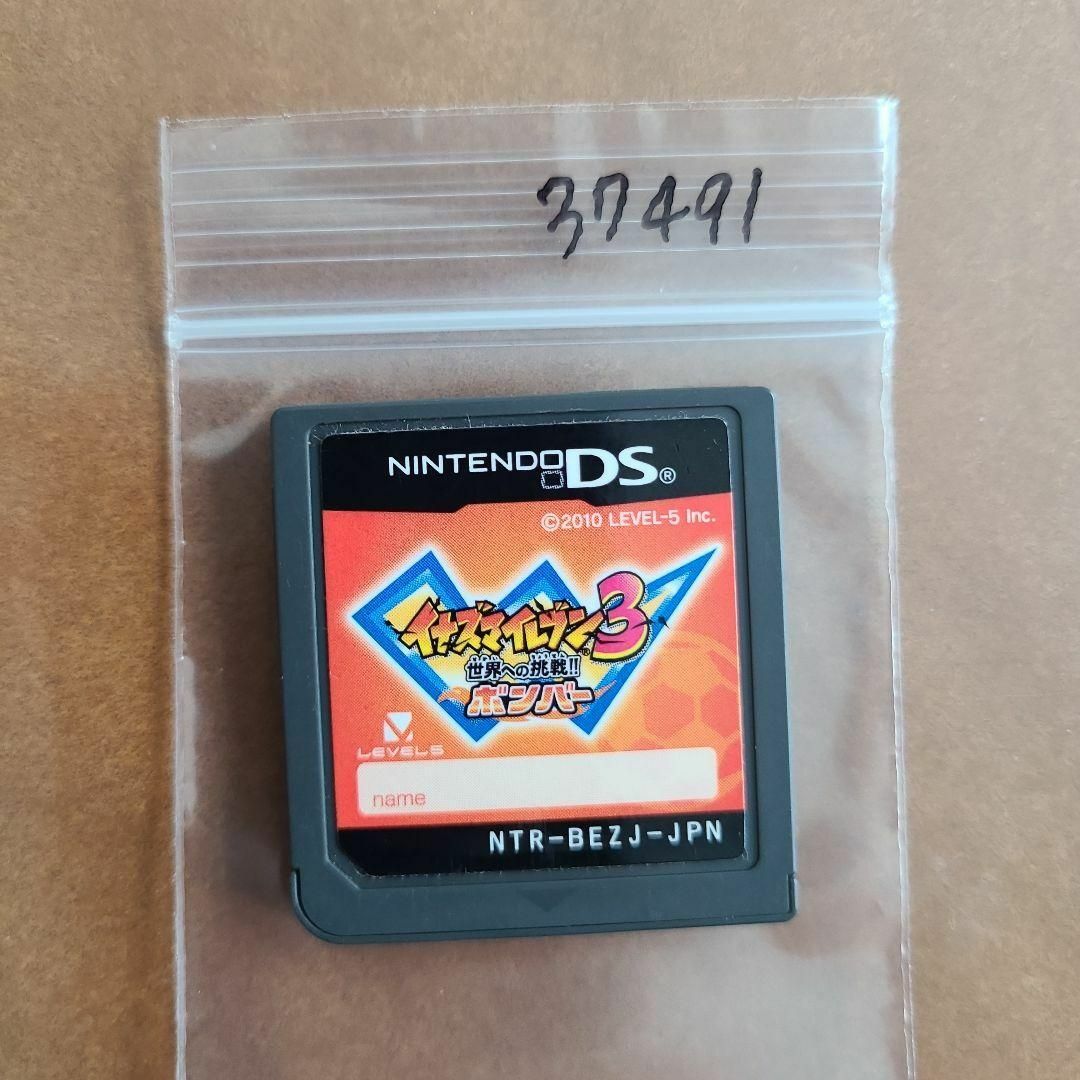 37491
NINTENDO DS®
©2010 LEVEL-5 Inc.
イナズマイレブン®3
世界への挑戦!!
ボンバー
LEVEL5
name
NTR-BEZJ-JPN